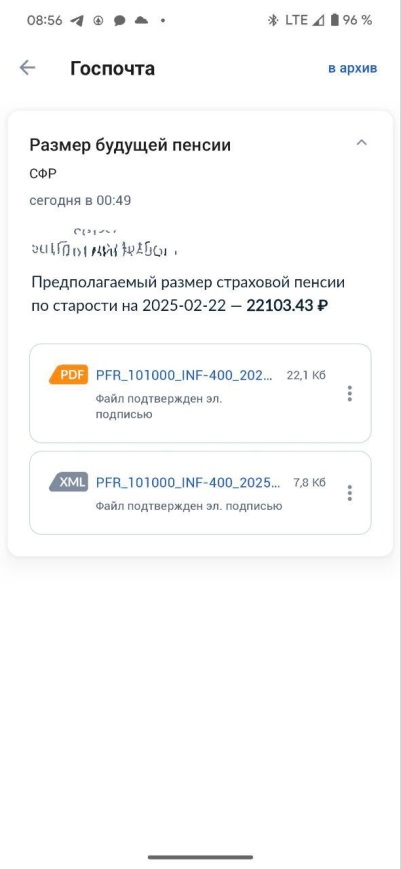 08:56 LTE 96 %
Госпочта
в архив
Размер будущей пенсии
СФР
сегодня в 00:49
Предполагаемый размер страховой пенсии
по старости на 2025-02-22 — 22103.43 ₽
PDF PFR_101000_INF-400_202... 22,1 Кб
Файл подтвержден эл.
подписью
XML PFR_101000_INF-400_2025... 7,8 Кб
Файл подтвержден эл. подписью